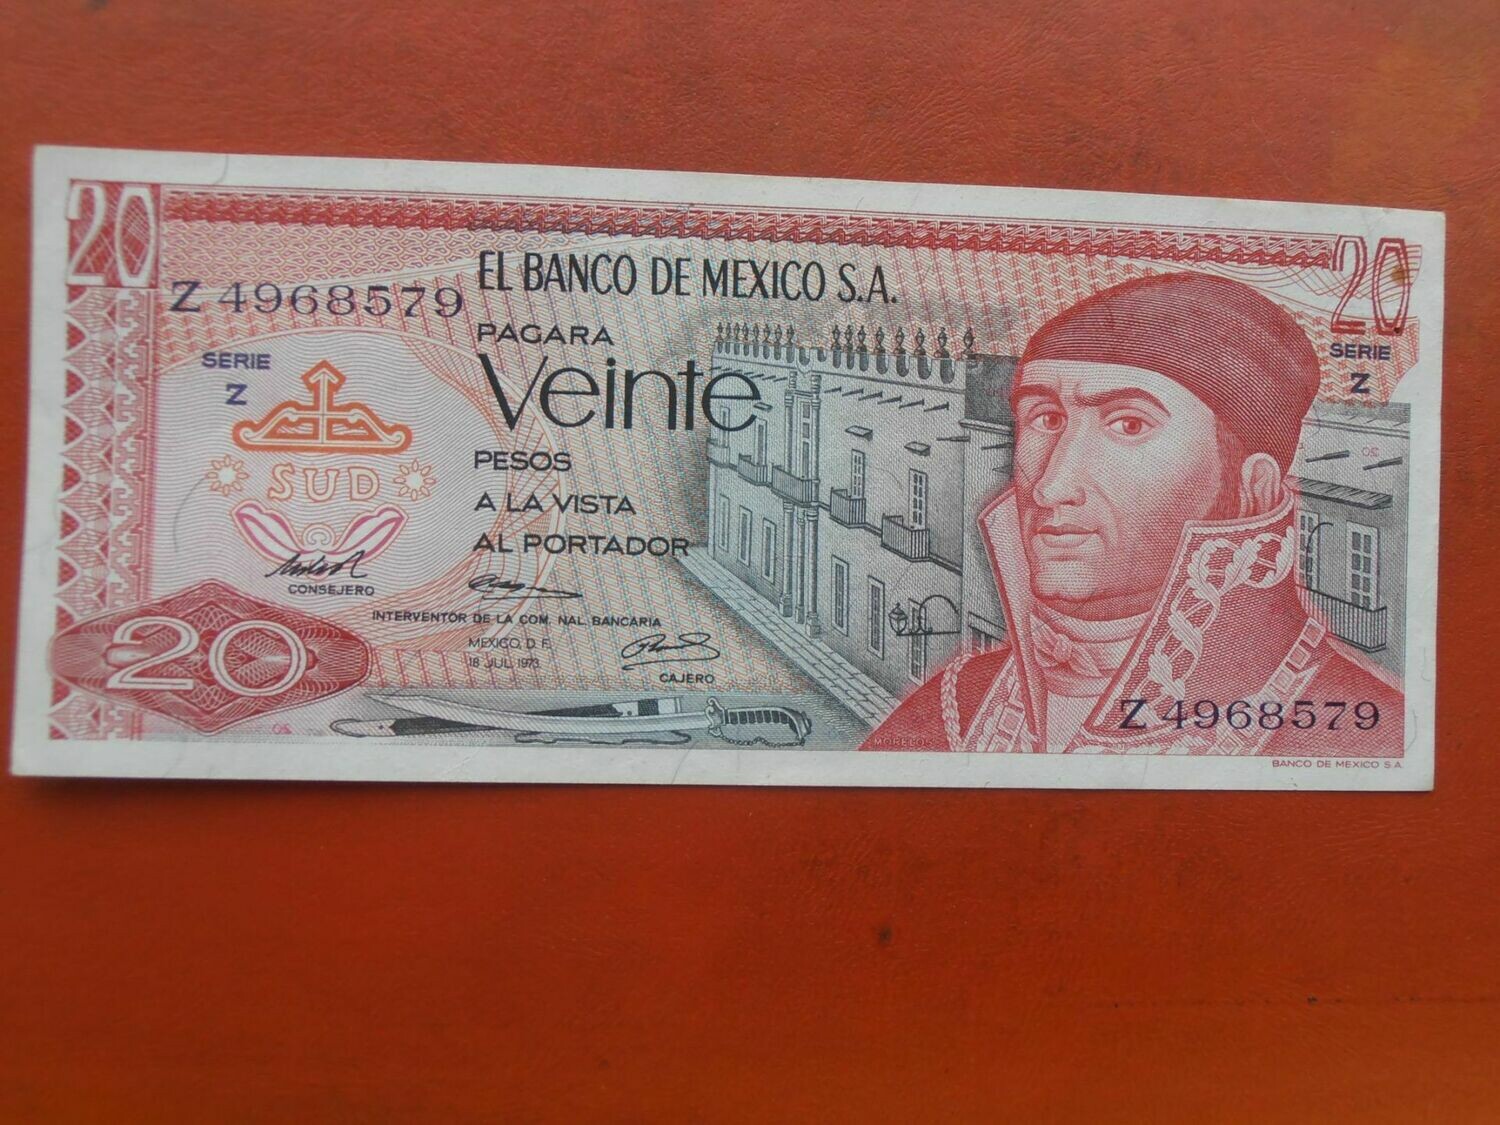 20
20
EL BANCO DE MEXICO S.A.
Z 4968579
PAGARA
SERIE
Z
SERIE
Z
Veinte
SUD
PESOS
A LA VISTA
AL PORTADOR
CONSEJERO
INTERVENTOR DE LA COM. NAL. BANCARIA
MEXICO, D. F.
18 JUL. 1973
CAJERO
20
Z 4968579
MORELOS
BANCO DE MEXICO S A